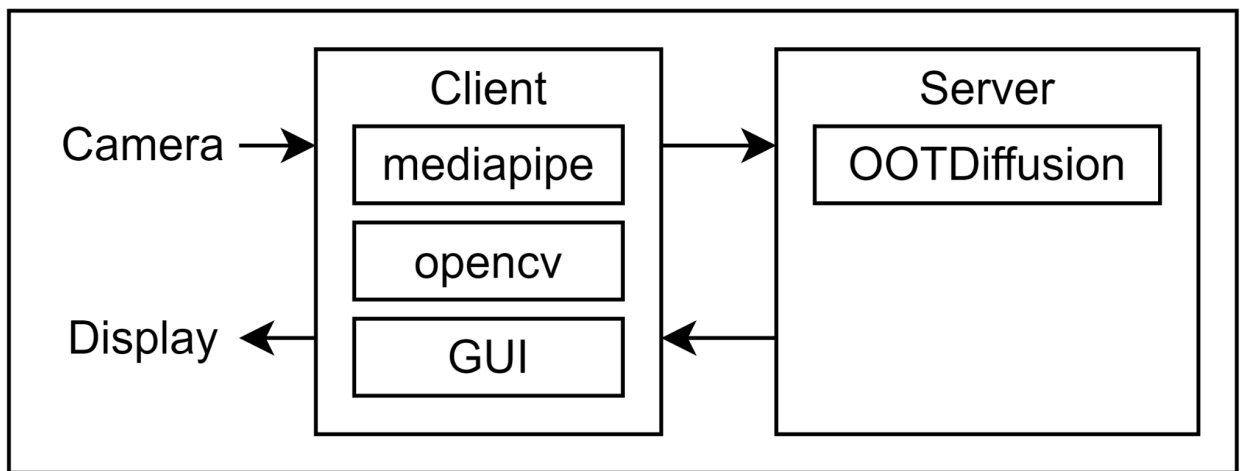 Camera
Display
Client
mediapipe
opencv
GUI
Server
OOTDiffusion